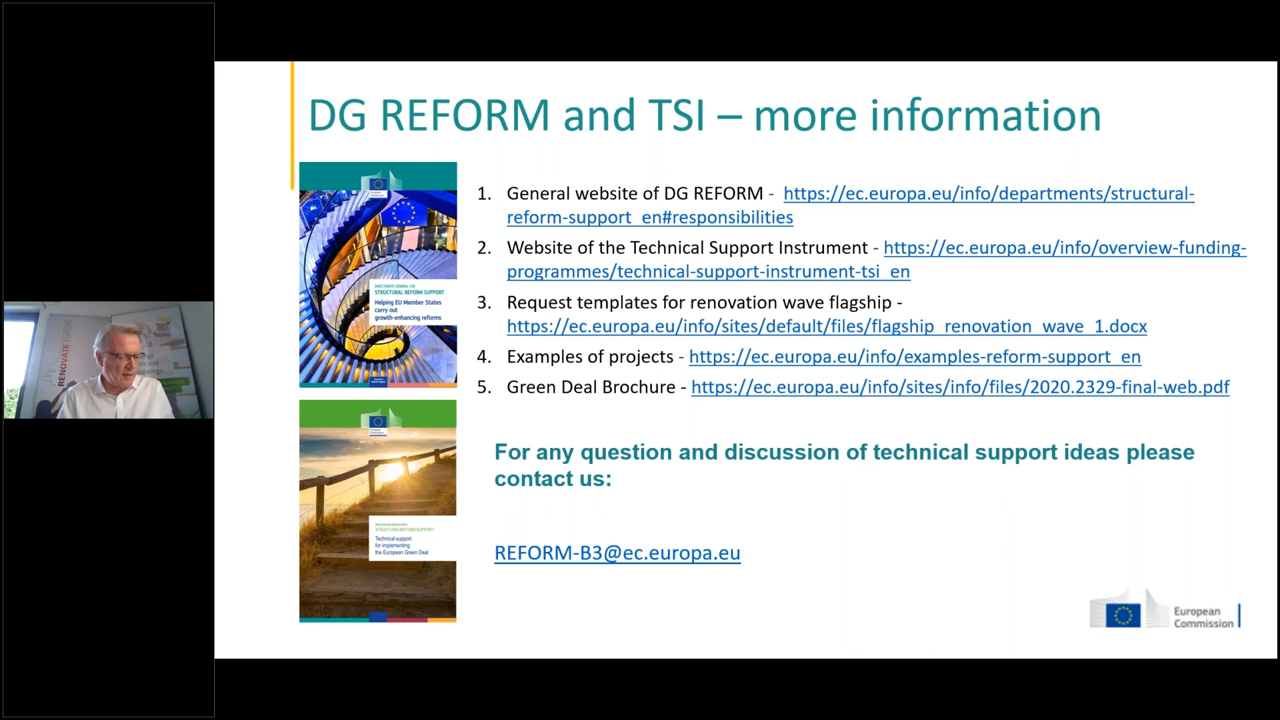 DG REFORM and TSI – more information
1. General website of DG REFORM - https://ec.europa.eu/info/departments/structural-
reform-support_en#responsibilities
2. Website of the Technical Support Instrument - https://ec.europa.eu/info/overview-funding-
programmes/technical-support-instrument-tsi_en
3. Request templates for renovation wave flagship -
https://ec.europa.eu/info/sites/default/files/flagship_renovation_wave_1.docx
4. Examples of projects - https://ec.europa.eu/info/examples-reform-support_en
5. Green Deal Brochure - https://ec.europa.eu/info/sites/info/files/2020.2329-final-web.pdf
For any question and discussion of technical support ideas please
contact us:
REFORM-B3@ec.europa.eu
European
Commission
STRUCTURAL REFORM SUPPORT
Helping EU Member States
carry out
growth-enhancing reforms
STRUCTURAL REFORM SUPPORT
Technical support
for implementing
the European Green Deal
RENOVATE